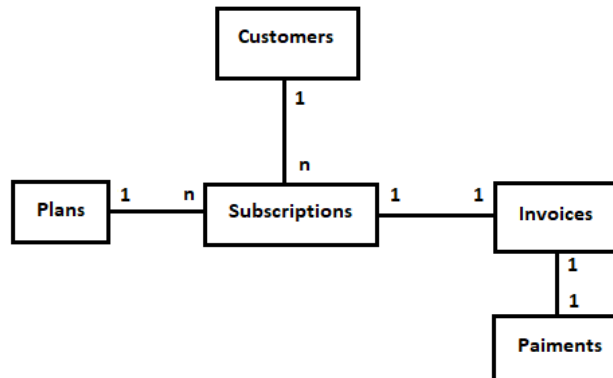 Customers
1
n
Plans
1
n
Subscriptions
1
1
Invoices
1
1
Paiments